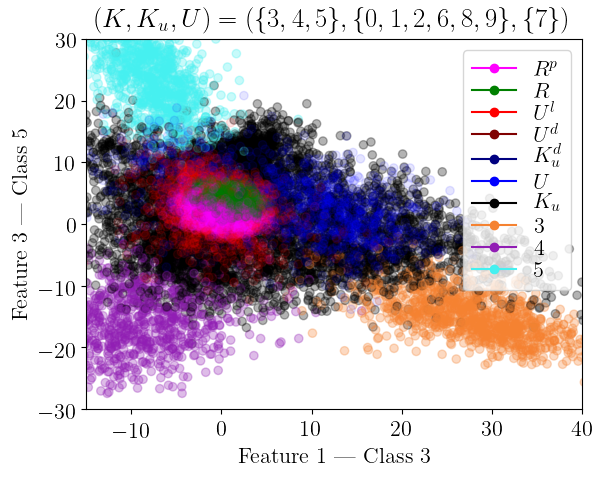 (K, K_u, U) = ({3, 4, 5}, {0, 1, 2, 6, 8, 9}, {7})
30
20
10
0
−10
−20
−30
Feature 3 — Class 5
R^p
R
U^l
U^d
K_u^d
U
K_u
3
4
5
−10
0
10
20
30
40
Feature 1 — Class 3